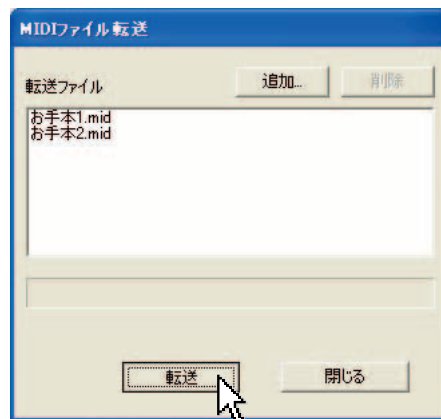 MIDIファイル転送
転送ファイル
追加...
削除
お手本1.mid
お手本2.mid
転送
閉じる